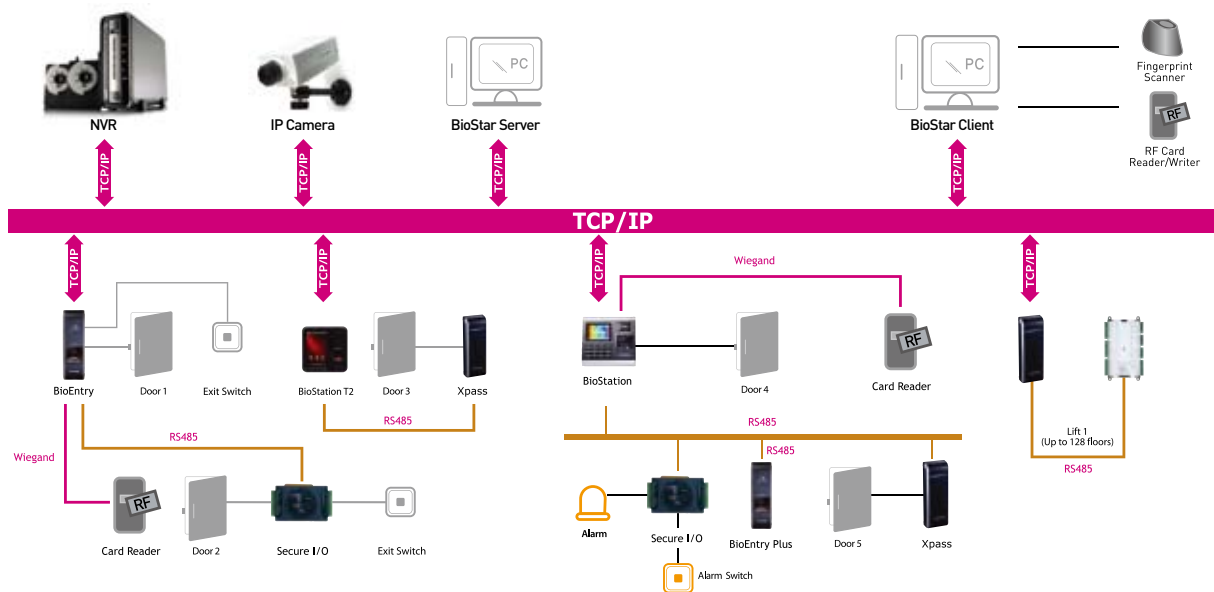 PC
PC
Fingerprint
Scanner
RF
RF Card
Reader/Writer
NVR
IP Camera
BioStar Server
BioStar Client
TCP/IP
TCP/IP
TCP/IP
TCP/IP
TCP/IP
TCP/IP
TCP/IP
TCP/IP
TCP/IP
Wiegand
RF
BioEntry
Door 1
Exit Switch
BioStation T2
Door 3
Xpass
BioStation
Door 4
Card Reader
RS485
RS485
RS485
Lift 1
(Up to 128 floors)
RS485
RS485
Wiegand
RF
Card Reader
Door 2
Secure I/O
Exit Switch
Alarm
Secure I/O
BioEntry Plus
Door 5
Xpass
Alarm Switch